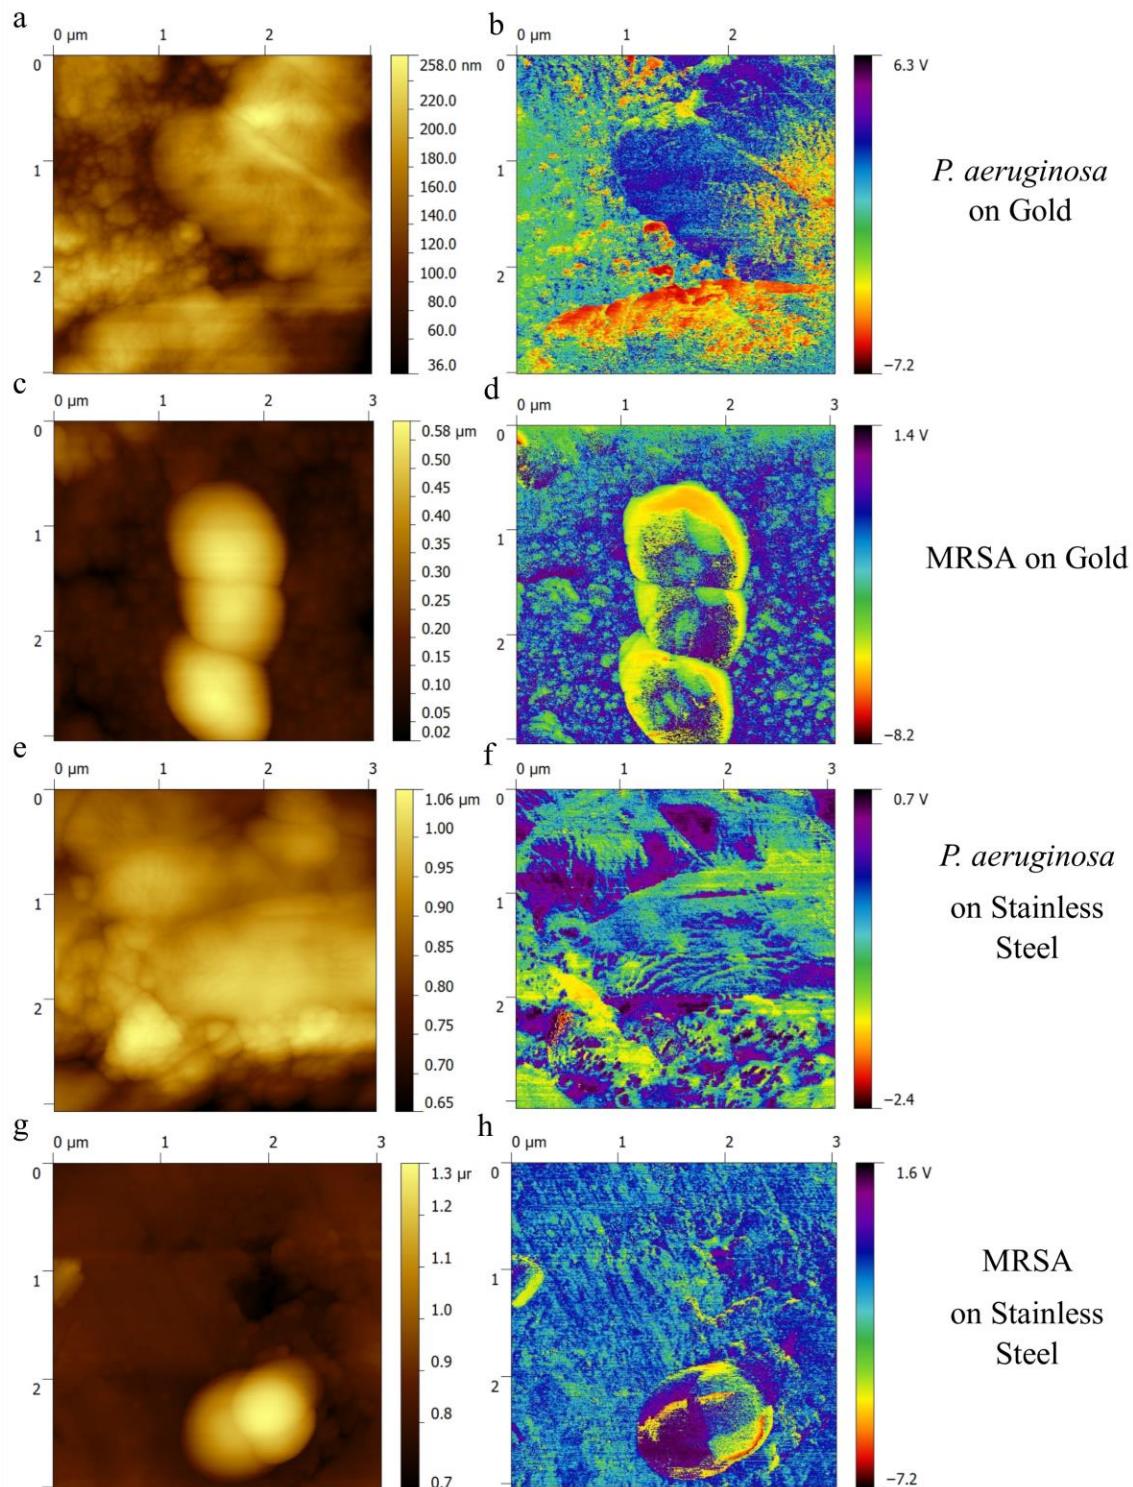 a
0 µm 1 2
0
1
2
258.0 nm
220.0
200.0
180.0
160.0
140.0
120.0
100.0
80.0
60.0
36.0
b
0 µm 1 2
0
1
2
6.3 V
−7.2
P. aeruginosa
on Gold
c
0 µm 1 2 3
0
1
2
0.58 µm
0.50
0.45
0.40
0.35
0.30
0.25
0.20
0.15
0.10
0.05
0.02
d
0 µm 1 2 3
0
1
2
1.4 V
−8.2
MRSA on Gold
e
0 µm 1 2 3
0
1
2
1.06 µm
1.00
0.95
0.90
0.85
0.80
0.75
0.70
0.65
f
0 µm 1 2 3
0
1
2
0.7 V
−2.4
P. aeruginosa
on Stainless
Steel
g
0 µm 1 2 3
0
1
2
1.3 µr
1.2
1.1
1.0
0.9
0.8
0.7
h
0 µm 1 2 3
0
1
2
1.6 V
−7.2
MRSA
on Stainless
Steel